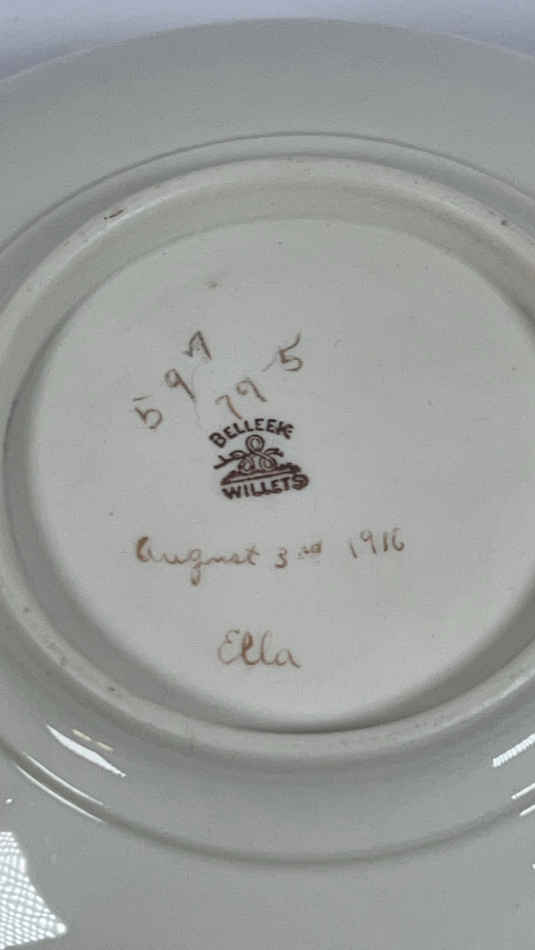 597
795
BELLEEK
WILLETS
August 3rd 1916
Ella